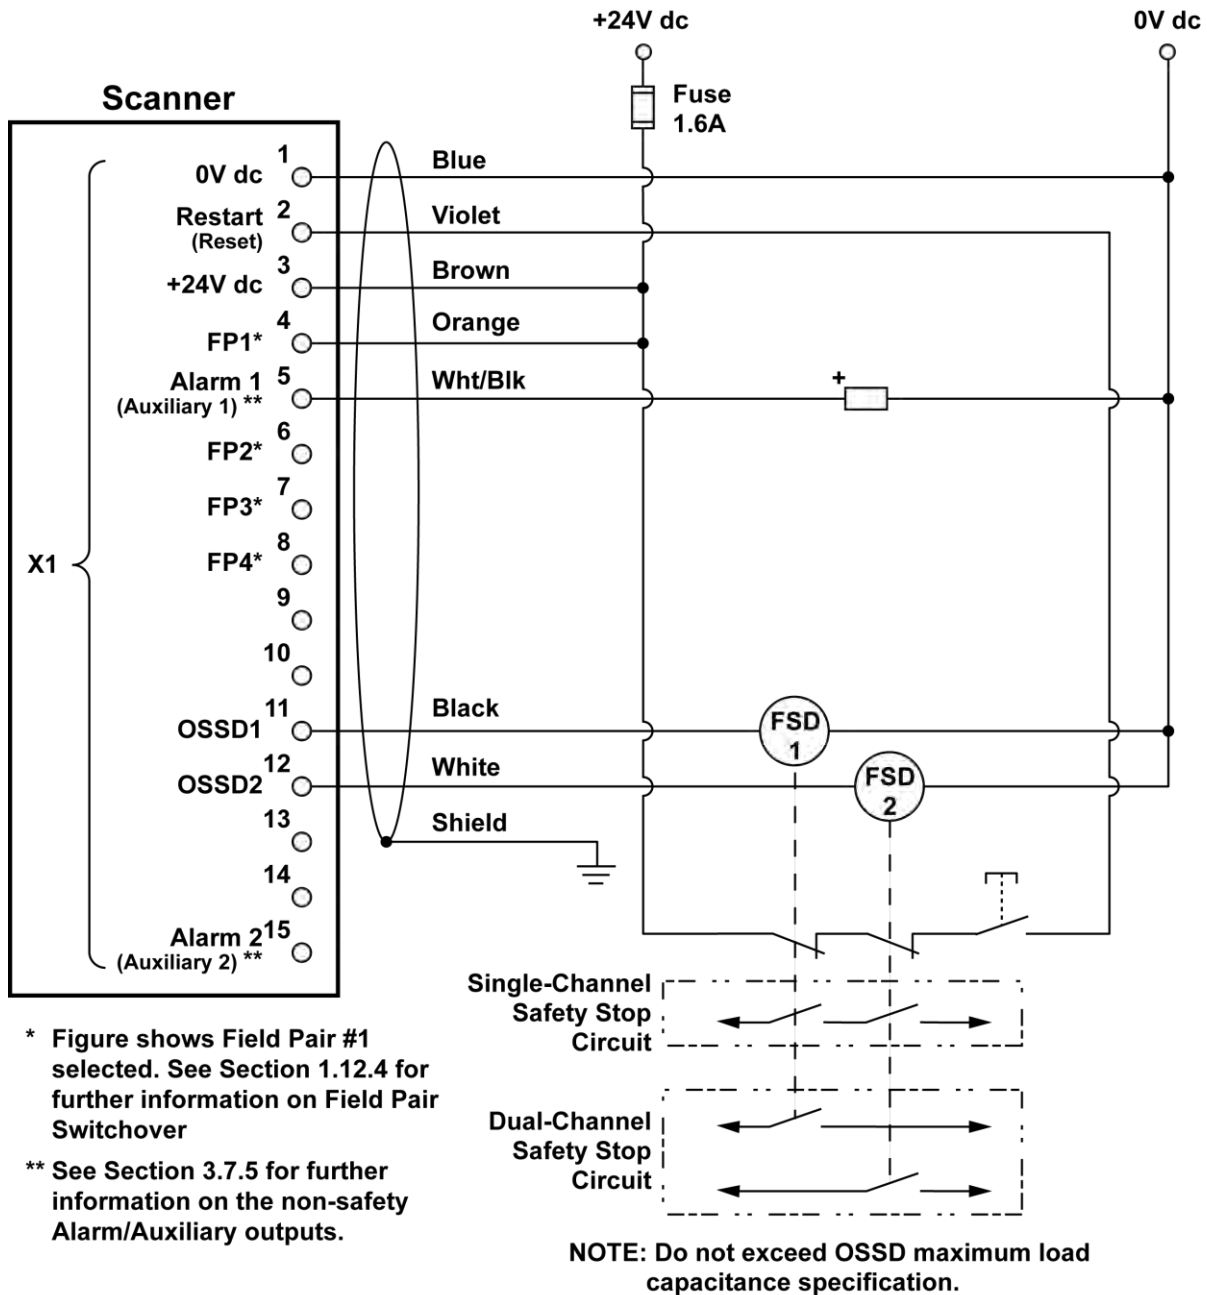 +24V dc
0V dc
Fuse
1.6A
Scanner
X1
0V dc 1 Blue
Restart 2 Violet
(Reset)
+24V dc 3 Brown
FP1* 4 Orange
Alarm 1 5 Wht/Blk +
(Auxiliary 1) **
FP2* 6
FP3* 7
FP4* 8
9
10
OSSD1 11 Black
FSD
1
OSSD2 12 White
FSD
2
13 Shield
14
Alarm 2 15
(Auxiliary 2) **
Single-Channel
Safety Stop
Circuit
Dual-Channel
Safety Stop
Circuit
* Figure shows Field Pair #1
selected. See Section 1.12.4 for
further information on Field Pair
Switchover
** See Section 3.7.5 for further
information on the non-safety
Alarm/Auxiliary outputs.
NOTE: Do not exceed OSSD maximum load
capacitance specification.